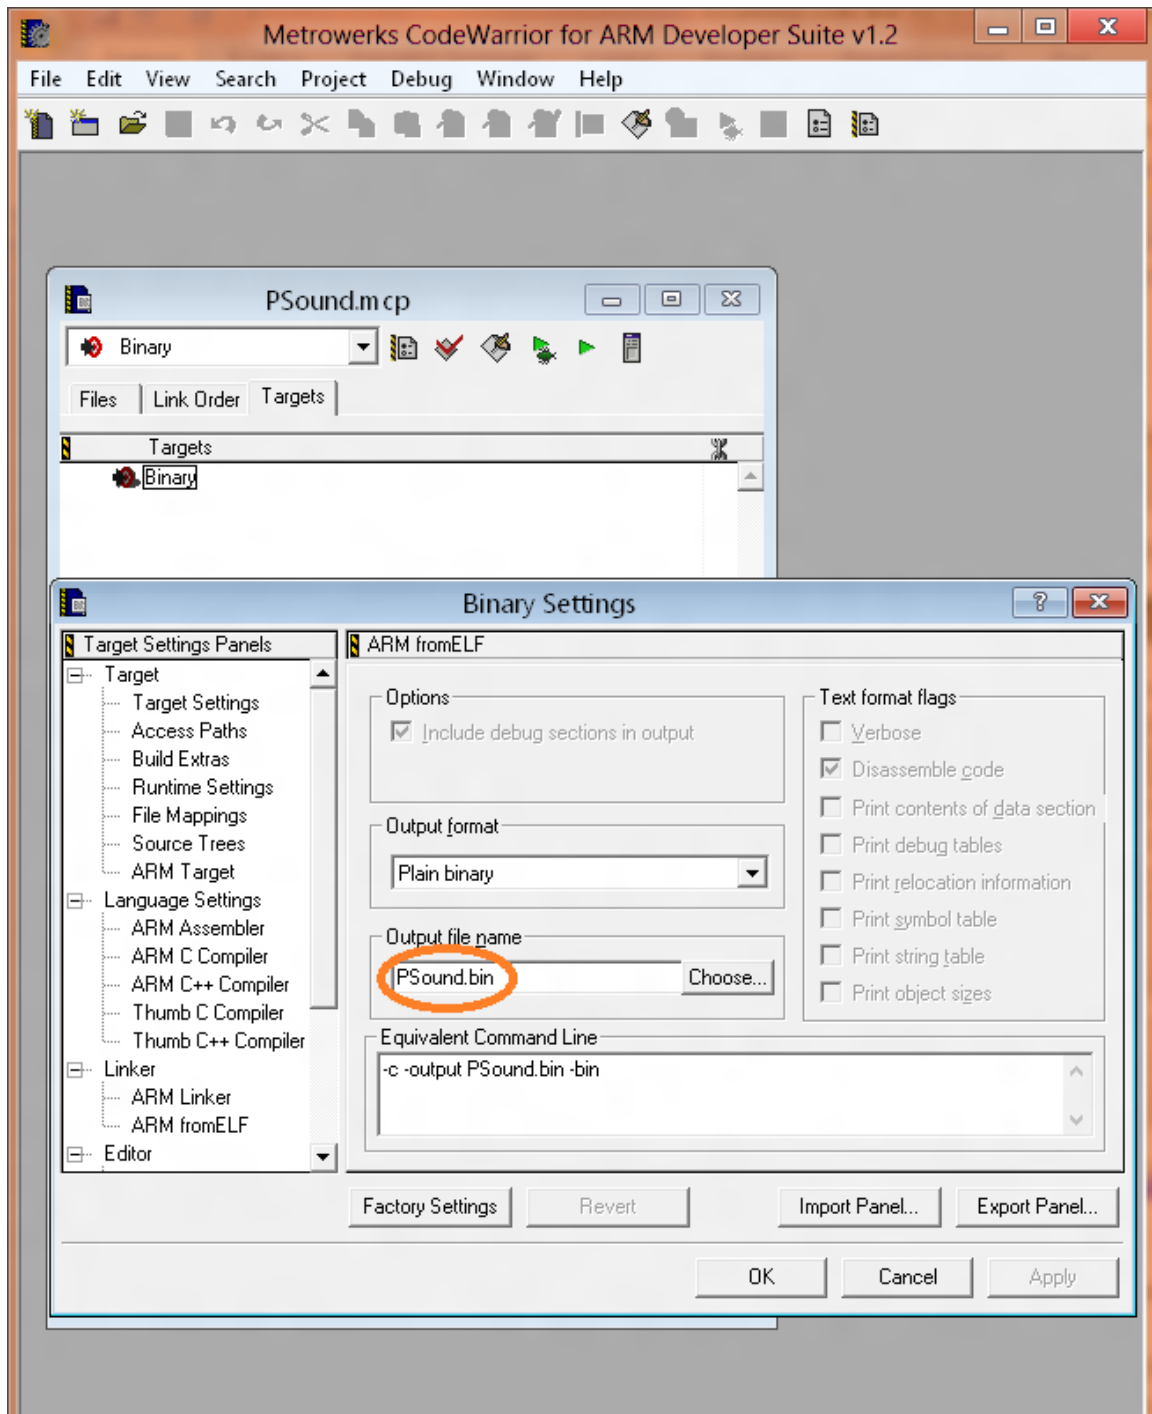 Metrowerks CodeWarrior for ARM Developer Suite v1.2
File Edit View Search Project Debug Window Help
PSound.mcp
Binary
Files Link Order Targets
Targets
Binary
Binary Settings
Target Settings Panels
ARM fromELF
Target
Target Settings
Access Paths
Build Extras
Runtime Settings
File Mappings
Source Trees
ARM Target
Language Settings
ARM Assembler
ARM C Compiler
ARM C++ Compiler
Thumb C Compiler
Thumb C++ Compiler
Linker
ARM Linker
ARM fromELF
Editor
Options
Include debug sections in output
Output format
Plain binary
Output file name
PSound.bin
Choose...
Text format flags
Verbose
Disassemble code
Print contents of data section
Print debug tables
Print relocation information
Print symbol table
Print string table
Print object sizes
Equivalent Command Line
-c -output PSound.bin -bin
Factory Settings Revert Import Panel... Export Panel...
OK Cancel Apply